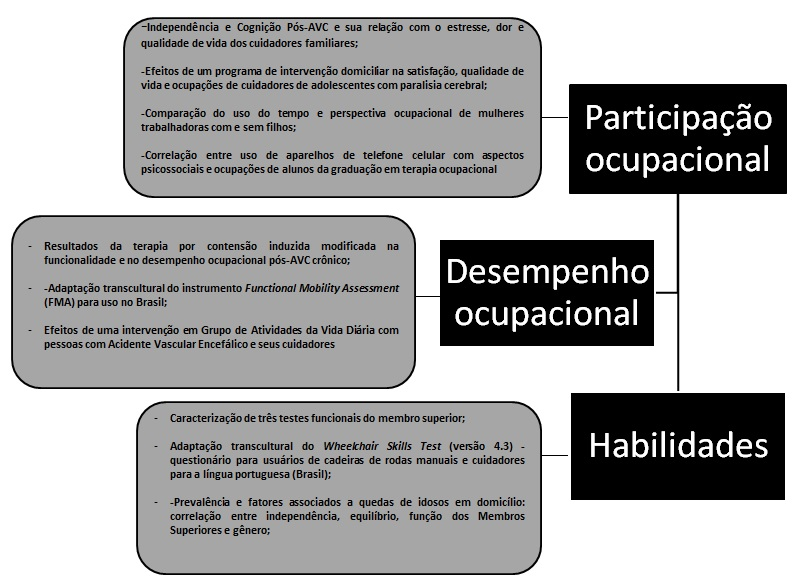 –Independência e Cognição Pós-AVC e sua relação com o estresse, dor e
qualidade de vida dos cuidadores familiares;
-Efeitos de um programa de intervenção domiciliar na satisfação, qualidade de
vida e ocupações de cuidadores de adolescentes com paralisia cerebral;
-Comparação do uso do tempo e perspectiva ocupacional de mulheres
trabalhadoras com e sem filhos;
-Correlação entre uso de aparelhos de telefone celular com aspectos
psicossociais e ocupações de alunos da graduação em terapia ocupacional
Participação
ocupacional
- Resultados da terapia por contensão induzida modificada na
funcionalidade e no desempenho ocupacional pós-AVC crônico;
- -Adaptação transcultural do instrumento Functional Mobility Assessment
(FMA) para uso no Brasil;
- Efeitos de uma intervenção em Grupo de Atividades da Vida Diária com
pessoas com Acidente Vascular Encefálico e seus cuidadores
Desempenho
ocupacional
- Caracterização de três testes funcionais do membro superior;
- Adaptação transcultural do Wheelchair Skills Test (versão 4.3) -
questionário para usuários de cadeiras de rodas manuais e cuidadores
para a língua portuguesa (Brasil);
- -Prevalência e fatores associados a quedas de idosos em domicílio:
correlação entre independência, equilíbrio, função dos Membros
Superiores e gênero;
Habilidades